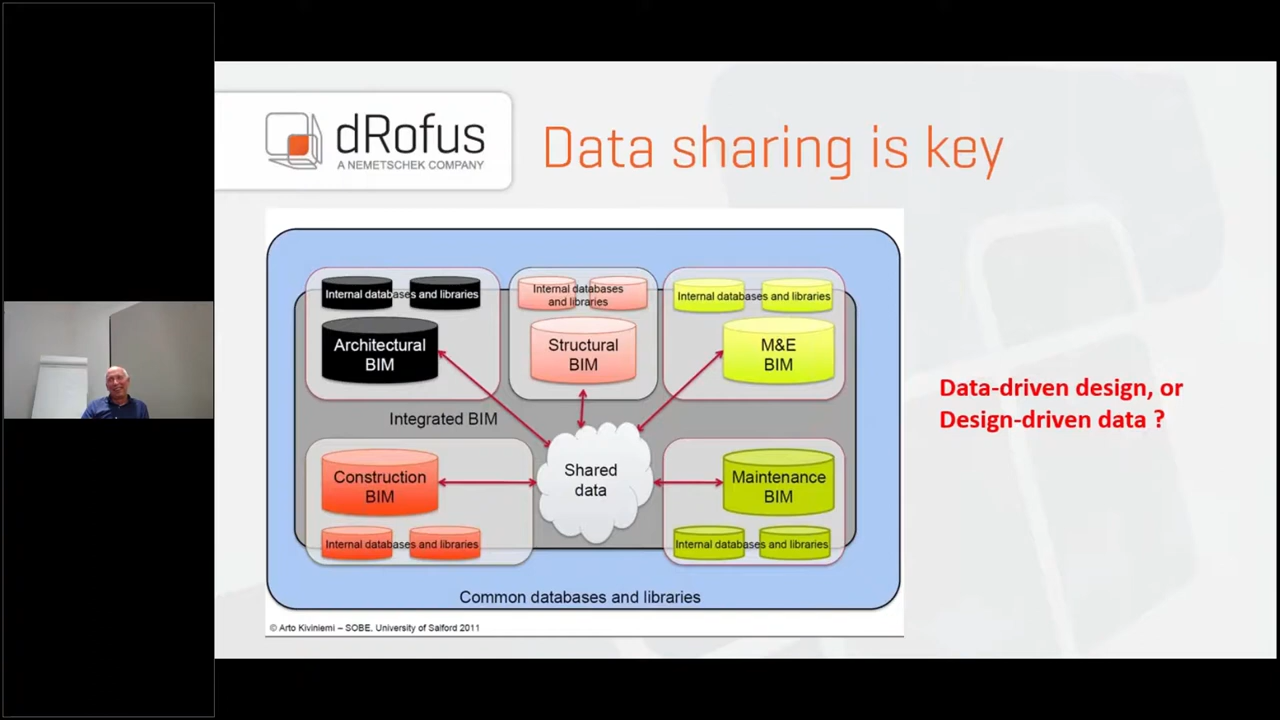 dRofus
A NEMETSCHEK COMPANY
Data sharing is key
Internal databases and libraries
Architectural
BIM
Internal databases
and libraries
Structural
BIM
Internal databases and libraries
M&E
BIM
Integrated BIM
Shared
data
Construction
BIM
Internal databases and libraries
Maintenance
BIM
Internal databases and libraries
Common databases and libraries
© Arto Kiviniemi – SOBE, University of Salford 2011
Data-driven design, or
Design-driven data ?